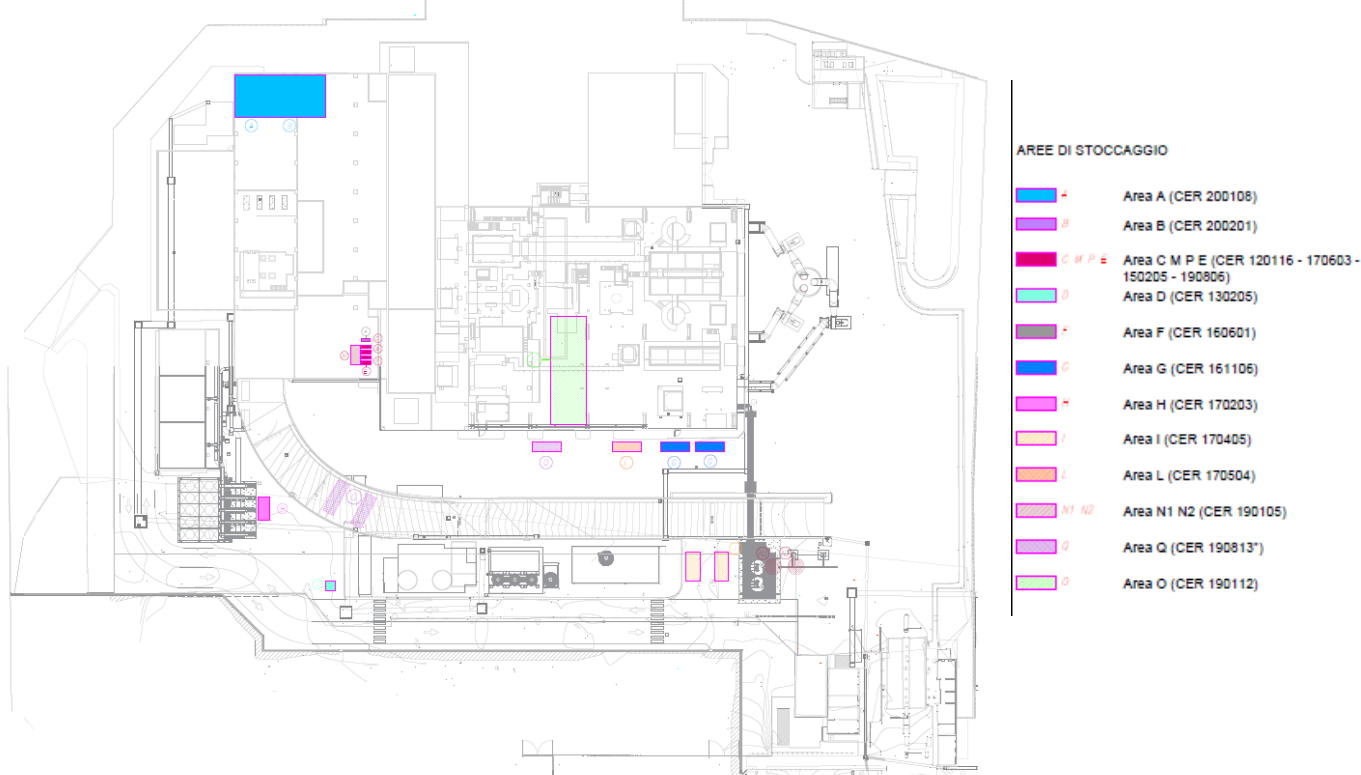 AREE DI STOCCAGGIO
A Area A (CER 200108)
B Area B (CER 200201)
C M P E Area C M P E (CER 120116 - 170603 -
150205 - 190806)
D Area D (CER 130205)
F Area F (CER 160601)
G Area G (CER 161106)
H Area H (CER 170203)
I Area I (CER 170405)
L Area L (CER 170504)
N1 N2 Area N1 N2 (CER 190105)
Q Area Q (CER 190813*)
O Area O (CER 190112)